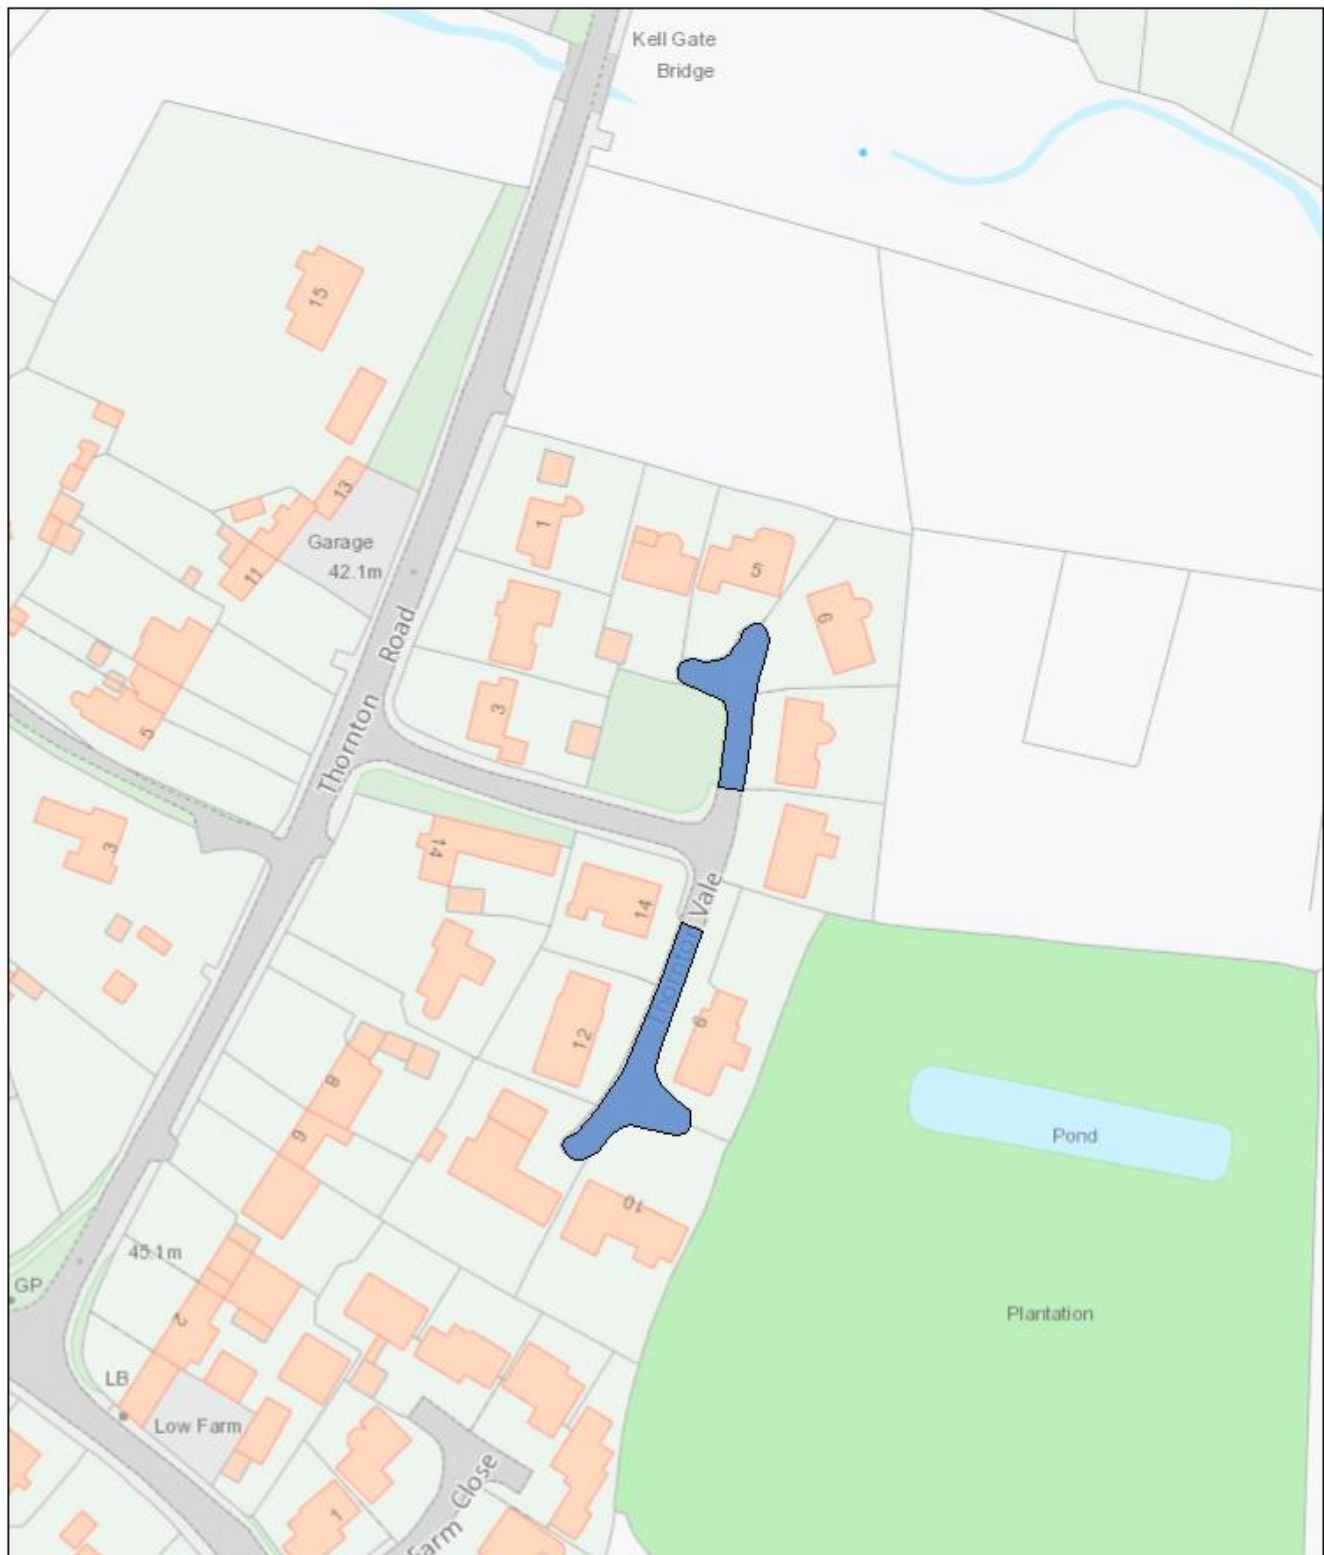 Kell Gate
Bridge
15
13
Garage
42.1m
11
1
5
6
Thornton Road
3
5
3
14
14
Thornton Vale
12
9
8
6
10
Pond
45.1m
GP
2
Plantation
LB
Low Farm
1
Farm Close